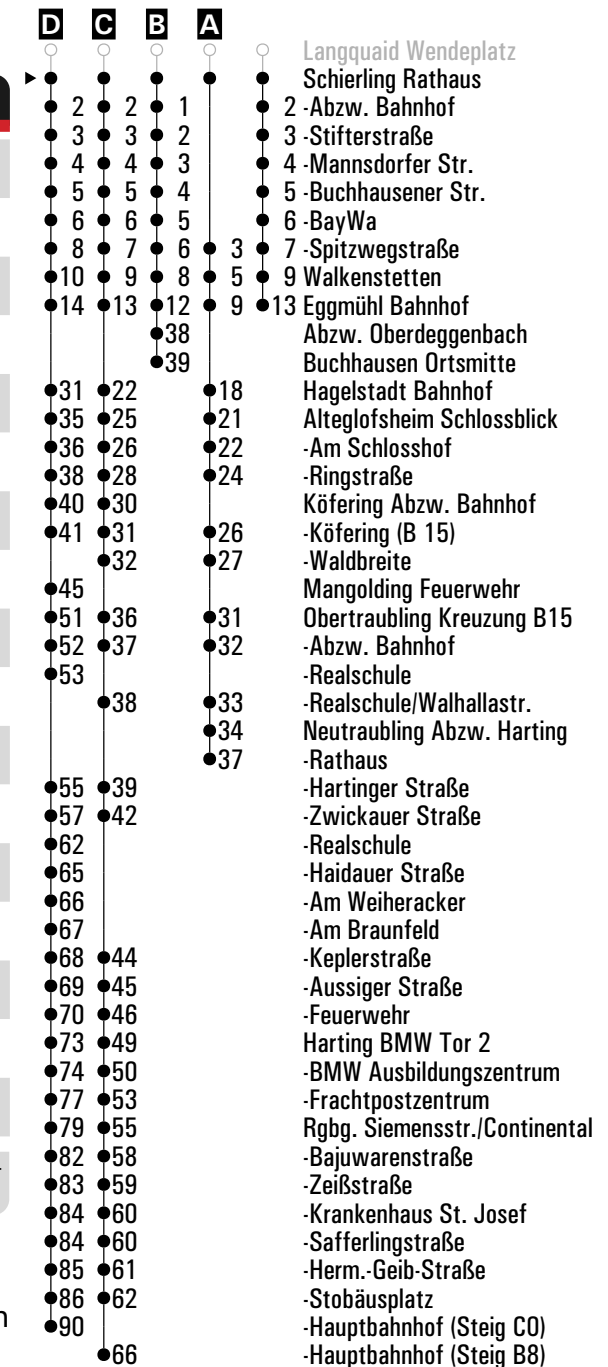 D C B A
Langquaid Wendeplatz
Schierling Rathaus
2 2 1 2 -Abzw. Bahnhof
3 3 2 3 -Stifterstraße
4 4 3 4 -Mannsdorfer Str.
5 5 4 5 -Buchhausener Str.
6 6 5 6 -BayWa
8 7 6 3 7 -Spitzwegstraße
10 9 8 5 9 Walkenstetten
14 13 12 9 13 Eggmühl Bahnhof
38 Abzw. Oberdeggenbach
39 Buchhausen Ortsmitte
31 22 18 Hagelstadt Bahnhof
35 25 21 Alteglofsheim Schlossblick
36 26 22 -Am Schlosshof
38 28 24 -Ringstraße
40 30 Köfering Abzw. Bahnhof
41 31 26 -Köfering (B 15)
32 27 -Waldbreite
45 Mangolding Feuerwehr
51 36 31 Obertraubling Kreuzung B15
52 37 32 -Abzw. Bahnhof
53 -Realschule
38 33 -Realschule/Walhallastr.
34 Neutraubling Abzw. Harting
37 -Rathaus
55 39 -Hartinger Straße
57 42 -Zwickauer Straße
62 -Realschule
65 -Haidauer Straße
66 -Am Weiheracker
67 -Am Braunfeld
68 44 -Keplerstraße
69 45 -Aussiger Straße
70 46 -Feuerwehr
73 49 Harting BMW Tor 2
74 50 -BMW Ausbildungszentrum
77 53 -Frachtpostzentrum
79 55 Rgbg. Siemensstr./Continental
82 58 -Bajuwarenstraße
83 59 -Zeißstraße
84 60 -Krankenhaus St. Josef
84 60 -Safferlingstraße
85 61 -Herm.-Geib-Straße
86 62 -Stobäusplatz
90 -Hauptbahnhof (Steig C0)
66 -Hauptbahnhof (Steig B8)